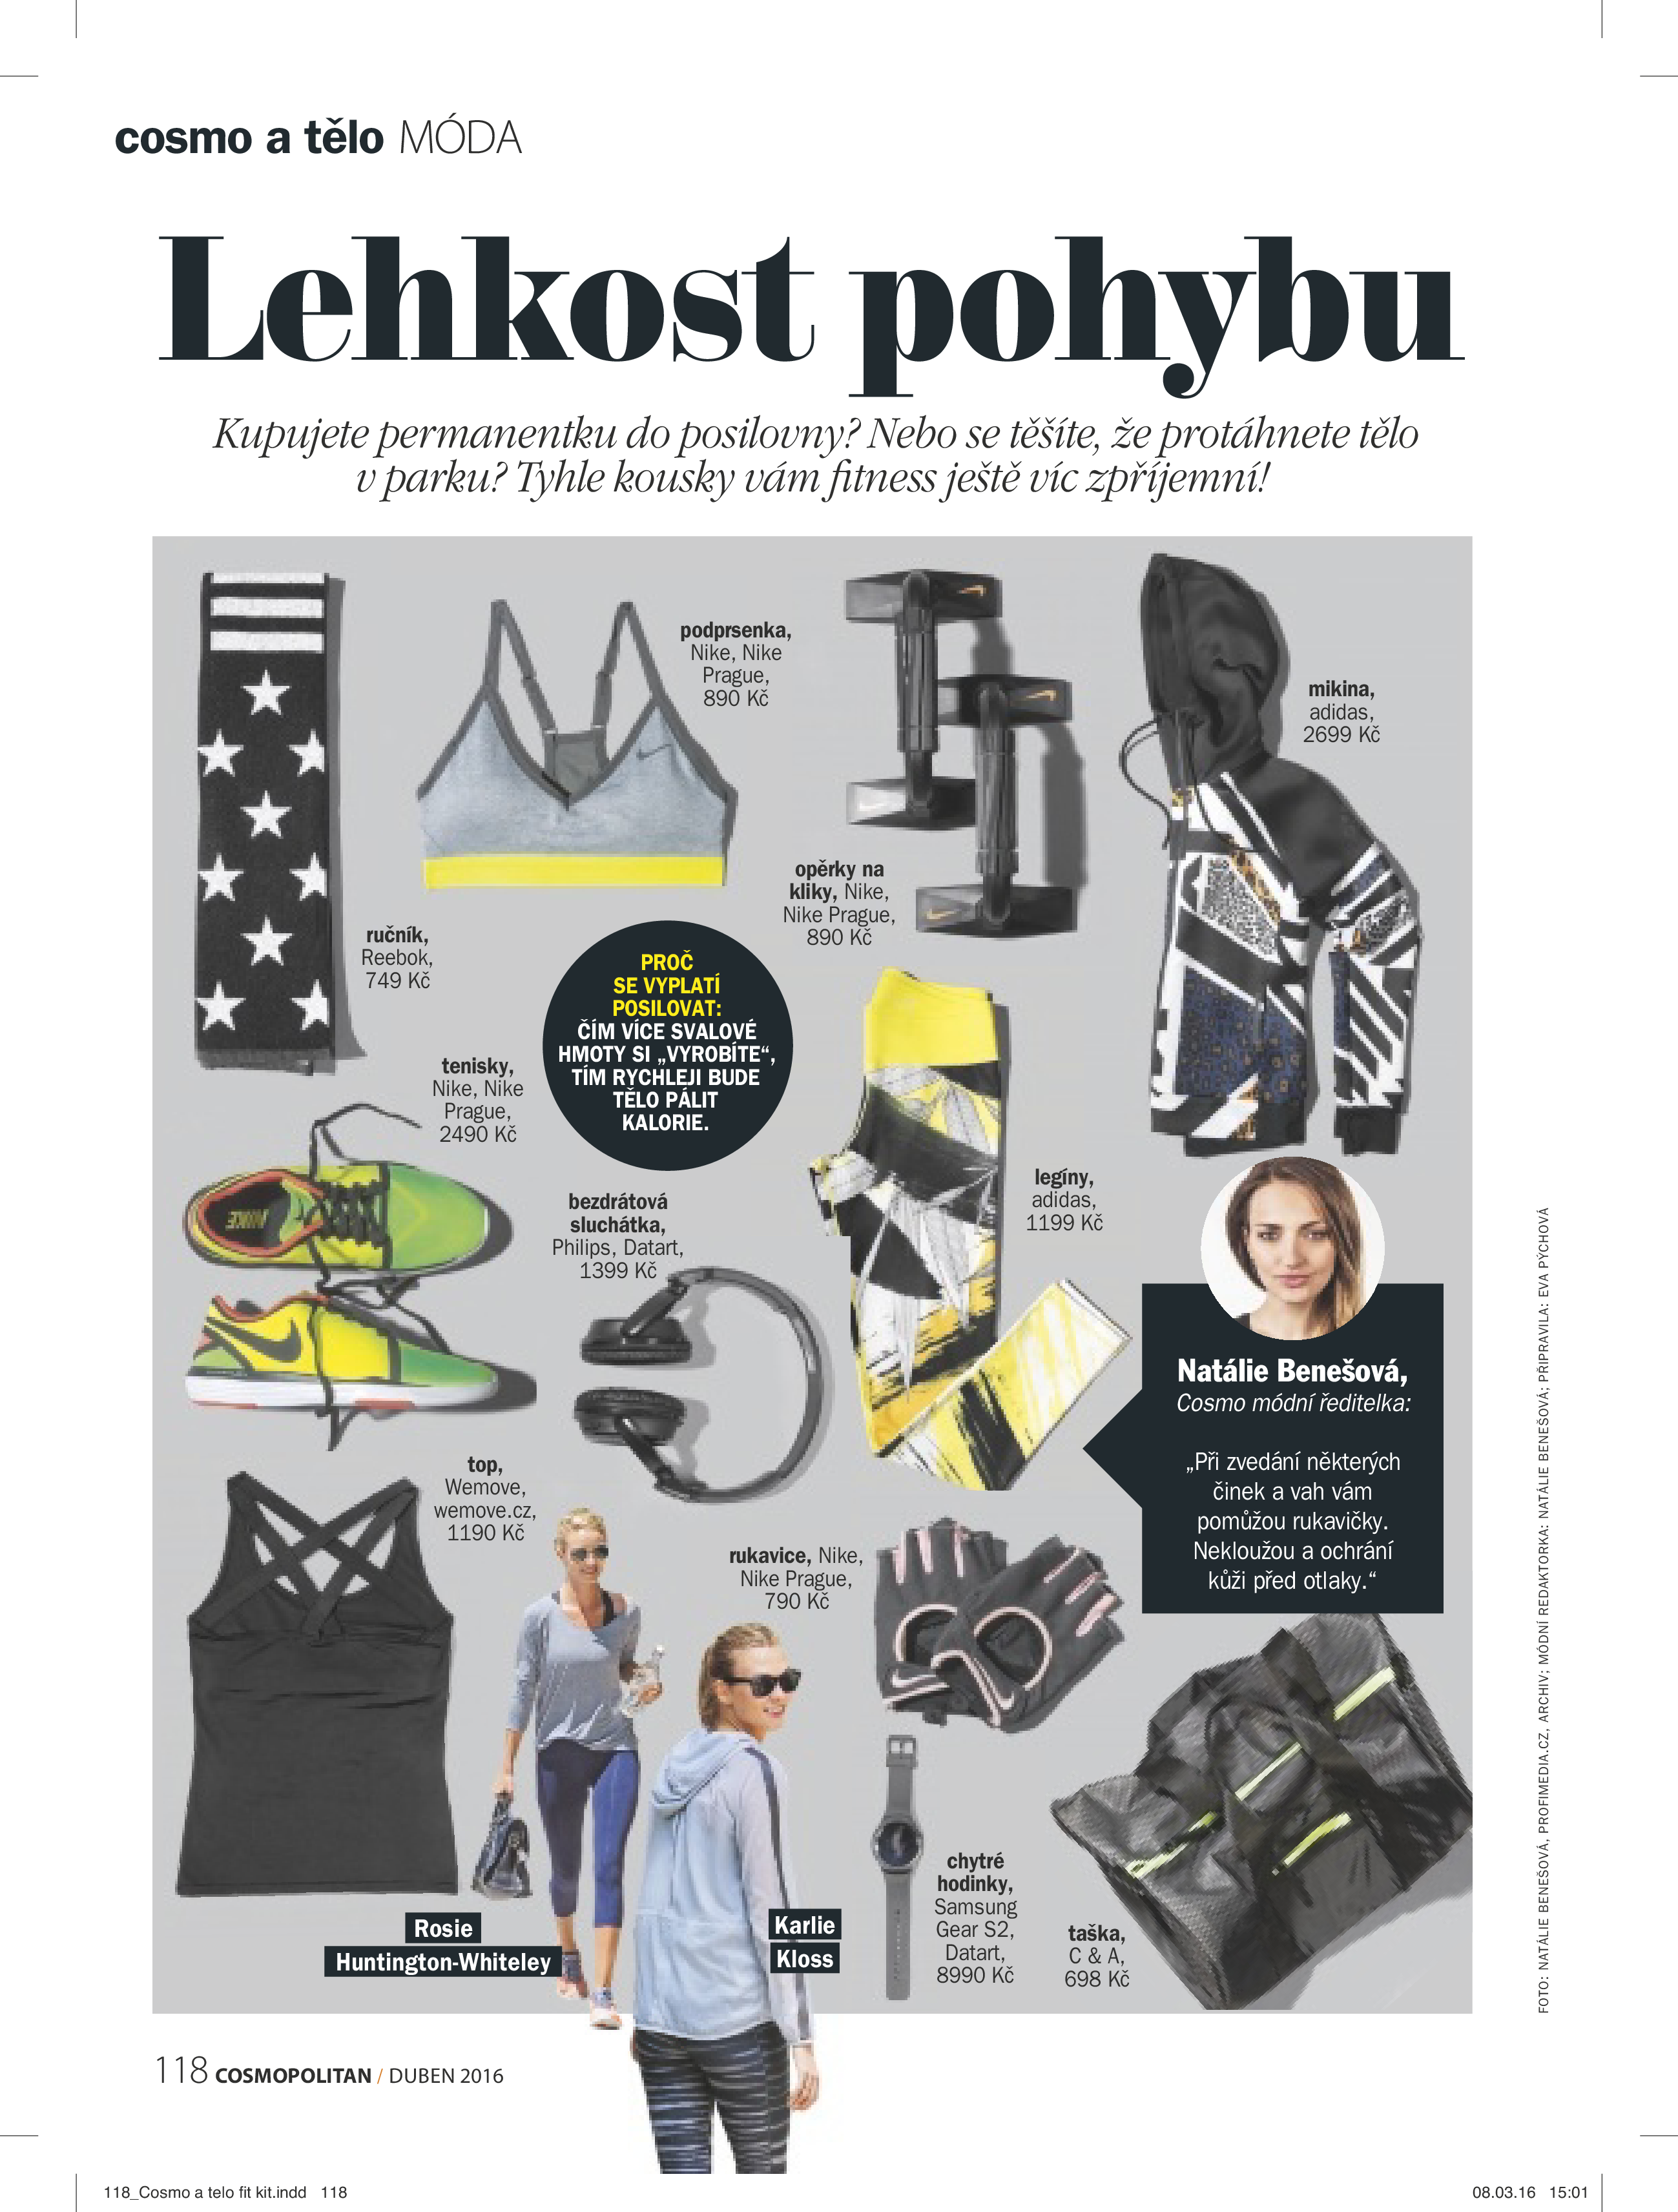 cosmo a tělo MÓDA
Lehkost pohybu
Kupujete permanentku do posilovny? Nebo se těšíte, že protáhnete tělo
v parku? Tyhle kousky vám fitness ještě víc zpříjemní!
podprsenka,
Nike, Nike
Prague,
890 Kč
mikina,
adidas,
2699 Kč
opěrky na
kliky, Nike,
Nike Prague,
890 Kč
ručník,
Reebok,
749 Kč
PROČ
SE VYPLATÍ
POSILOVAT:
ČÍM VÍCE SVALOVÉ
HMOTY SI „VYROBÍTE“,
TÍM RYCHLEJI BUDE
TĚLO PÁLIT
KALORIE.
tenisky,
Nike, Nike
Prague,
2490 Kč
NIKE
bezdrátová
sluchátka,
Philips, Datart,
1399 Kč
legíny,
adidas,
1199 Kč
Natálie Benešová,
Cosmo módní ředitelka:
„Při zvedání některých
činek a vah vám
pomůžou rukavičky.
Nekloužou a ochrání
kůži před otlaky.“
top,
Wemove,
wemove.cz,
1190 Kč
rukavice, Nike,
Nike Prague,
790 Kč
Rosie
Huntington-Whiteley
Karlie
Kloss
chytré
hodinky,
Samsung
Gear S2,
Datart,
8990 Kč
taška,
C & A,
698 Kč
FOTO: NATÁLIE BENEŠOVÁ, PROFIMEDIA.CZ, ARCHIV; MÓDNÍ REDAKTORKA: NATÁLIE BENEŠOVÁ; PŘIPRAVILA: EVA PÝCHOVÁ
118 COSMOPOLITAN / DUBEN 2016
118_Cosmo a telo fit kit.indd 118
08.03.16 15:01